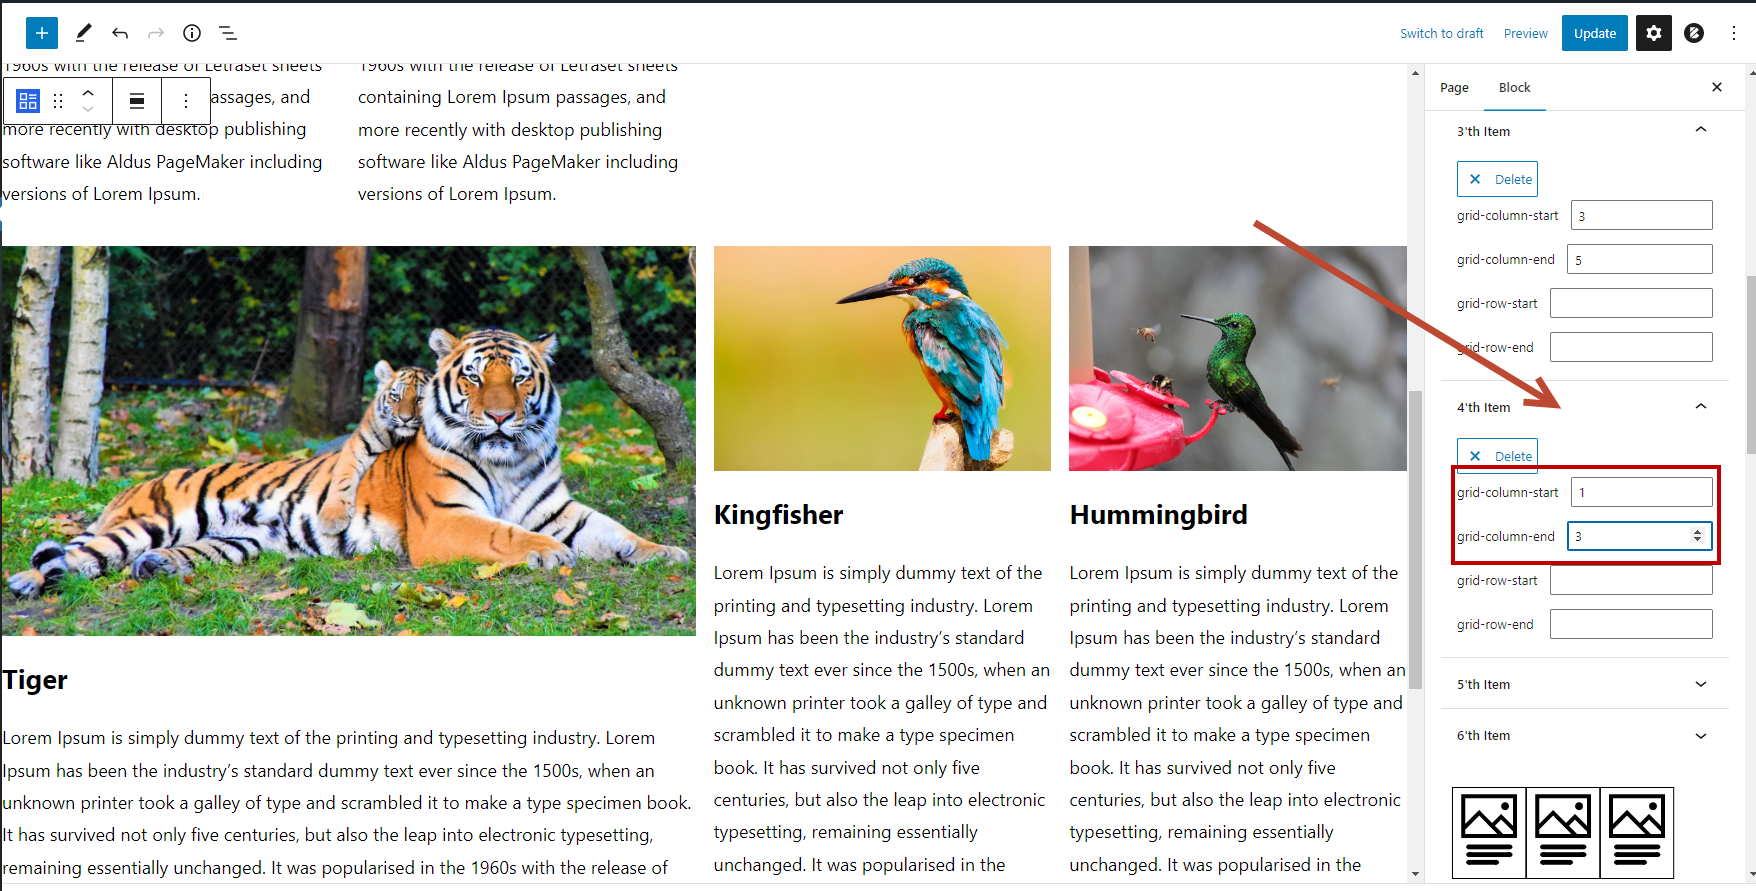 Switch to draft
Preview
Update
1960s with the release of Letraset sheets
assages, and
more recently with desktop publishing
software like Aldus PageMaker including
versions of Lorem Ipsum.
1960s with the release of Letraset sheets
containing Lorem Ipsum passages, and
more recently with desktop publishing
software like Aldus PageMaker including
versions of Lorem Ipsum.
Tiger
Lorem Ipsum is simply dummy text of the printing and typesetting industry. Lorem
Ipsum has been the industry’s standard dummy text ever since the 1500s, when an
unknown printer took a galley of type and scrambled it to make a type specimen book.
It has survived not only five centuries, but also the leap into electronic typesetting,
remaining essentially unchanged. It was popularised in the 1960s with the release of
Kingfisher
Lorem Ipsum is simply dummy text of the
printing and typesetting industry. Lorem
Ipsum has been the industry’s standard
dummy text ever since the 1500s, when an
unknown printer took a galley of type and
scrambled it to make a type specimen
book. It has survived not only five
centuries, but also the leap into electronic
typesetting, remaining essentially
unchanged. It was popularised in the
Hummingbird
Lorem Ipsum is simply dummy text of the
printing and typesetting industry. Lorem
Ipsum has been the industry’s standard
dummy text ever since the 1500s, when an
unknown printer took a galley of type and
scrambled it to make a type specimen
book. It has survived not only five
centuries, but also the leap into electronic
typesetting, remaining essentially
unchanged. It was popularised in the
Page
Block
3'th Item
Delete
grid-column-start 3
grid-column-end 5
grid-row-start
grid-row-end
4'th Item
Delete
grid-column-start 1
grid-column-end 3
grid-row-start
grid-row-end
5'th Item
6'th Item